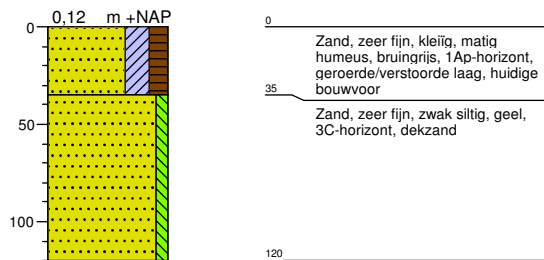 0,12 m +NAP
0
50
100
0
Zand, zeer fijn, kleiïg, matig
humeus, bruingrijs, 1Ap-horizont,
geroerde/verstoorde laag, huidige
bouwvoor
35
Zand, zeer fijn, zwak siltig, geel,
3C-horizont, dekzand
120